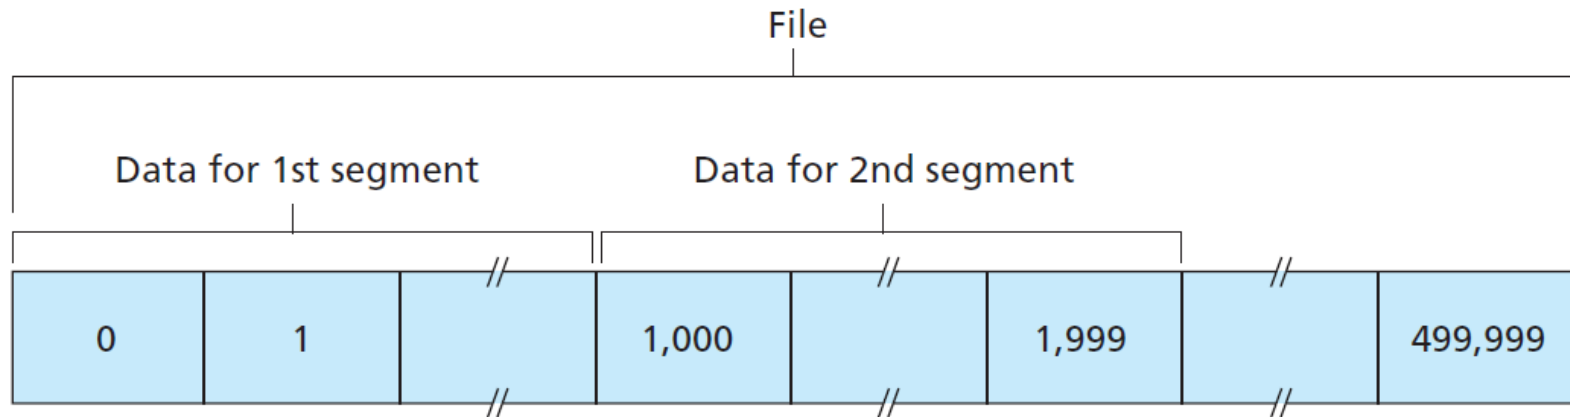 File
Data for 1st segment Data for 2nd segment
0 1 1,000 1,999 499,999